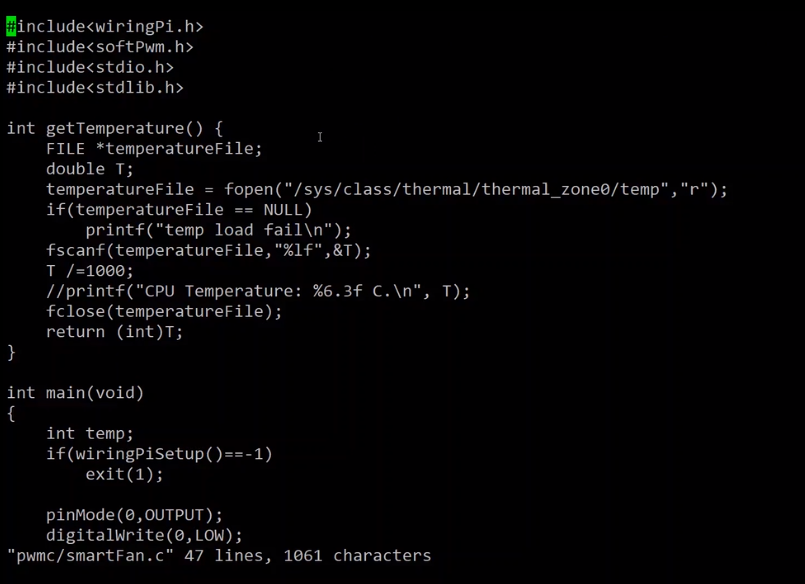 #include<wiringPi.h>
#include<softPwm.h>
#include<stdio.h>
#include<stdlib.h>
int getTemperature() {
    FILE *temperatureFile;
    double T;
    temperatureFile = fopen("/sys/class/thermal/thermal_zone0/temp","r");
    if(temperatureFile == NULL)
        printf("temp load fail\n");
    fscanf(temperatureFile,"%lf",&T);
    T /=1000;
    //printf("CPU Temperature: %6.3f C.\n", T);
    fclose(temperatureFile);
    return (int)T;
}
int main(void)
{
    int temp;
    if(wiringPiSetup()==-1)
        exit(1);
    pinMode(0,OUTPUT);
    digitalWrite(0,LOW);
"pwmc/smartFan.c" 47 lines, 1061 characters